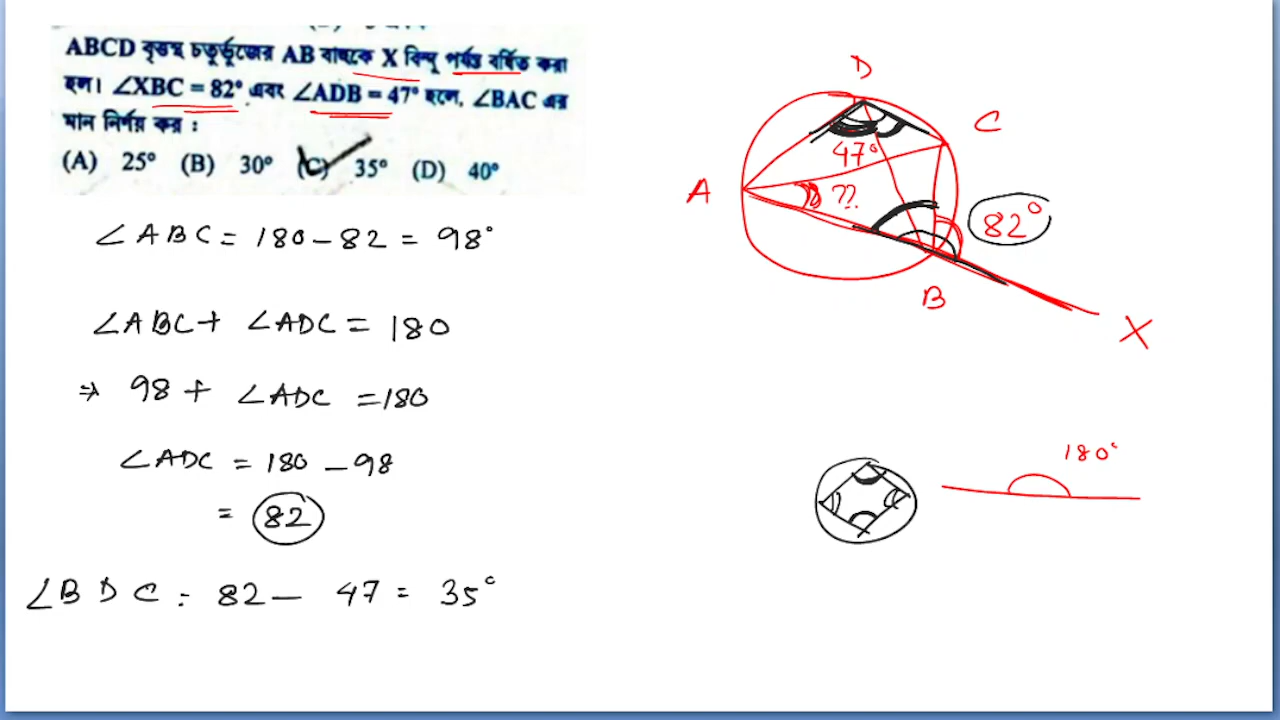 ABCD বৃত্তস্থ চতুর্ভূজের AB বাহুকে X বিন্দু পর্যন্ত বর্ধিত করা
হল। ∠XBC = 82° এবং ∠ADB = 47° হলে, ∠BAC এর
মান নির্ণয় কর :
(A) 25° (B) 30° (C) 35° (D) 40°
∠ABC = 180 – 82 = 98°
∠ABC + ∠ADC = 180
⇒ 98 + ∠ADC = 180
∠ADC = 180 – 98
= 82
∠BDC = 82 – 47 = 35°
D
C
47°
A
??
82°
B
X
180°